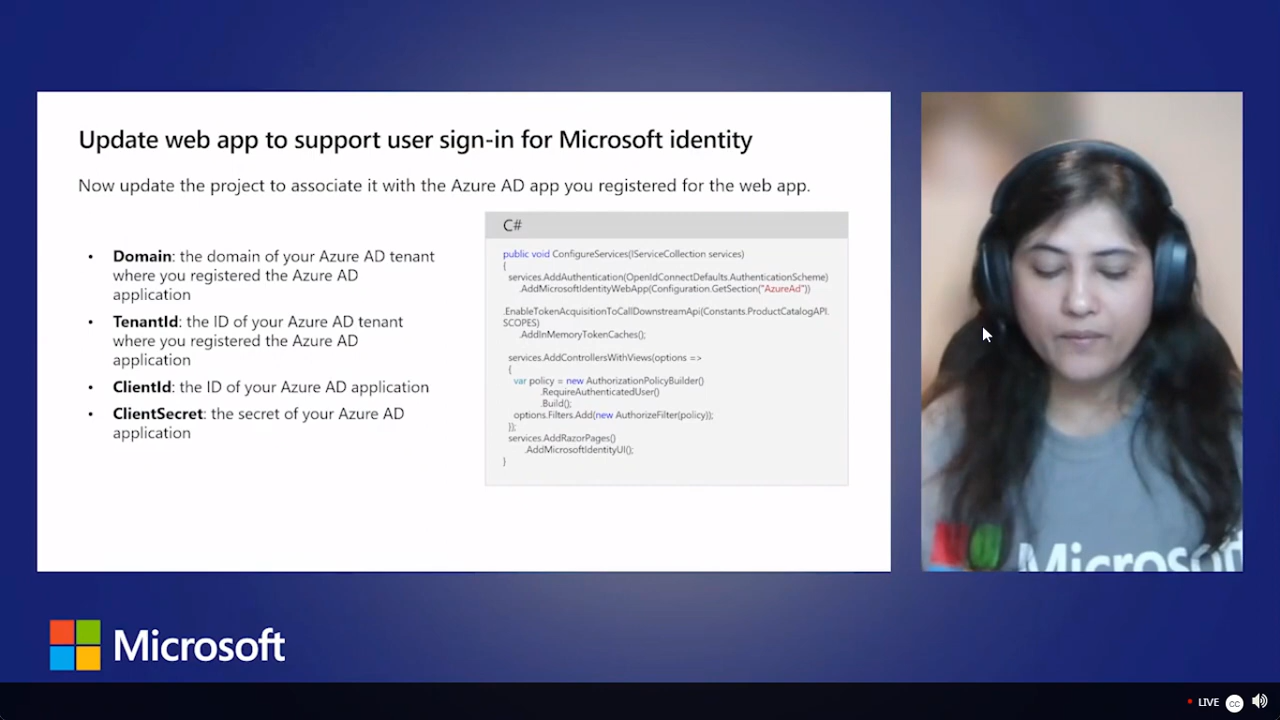 Update web app to support user sign-in for Microsoft identity
Now update the project to associate it with the Azure AD app you registered for the web app.
• Domain: the domain of your Azure AD tenant
where you registered the Azure AD
application
• TenantId: the ID of your Azure AD tenant
where you registered the Azure AD
application
• ClientId: the ID of your Azure AD application
• ClientSecret: the secret of your Azure AD
application
C#
public void ConfigureServices(IServiceCollection services)
{
services.AddAuthentication(OpenIdConnectDefaults.AuthenticationScheme)
.AddMicrosoftIdentityWebApp(Configuration.GetSection("AzureAd"))
.EnableTokenAcquisitionToCallDownstreamApi(Constants.ProductCatalogAPI.
SCOPES)
.AddInMemoryTokenCaches();
services.AddControllersWithViews(options =>
{
var policy = new AuthorizationPolicyBuilder()
.RequireAuthenticatedUser()
.Build();
options.Filters.Add(new AuthorizeFilter(policy));
});
services.AddRazorPages()
.AddMicrosoftIdentityUI();
}
Microsoft
Microsoft
LIVE
CC